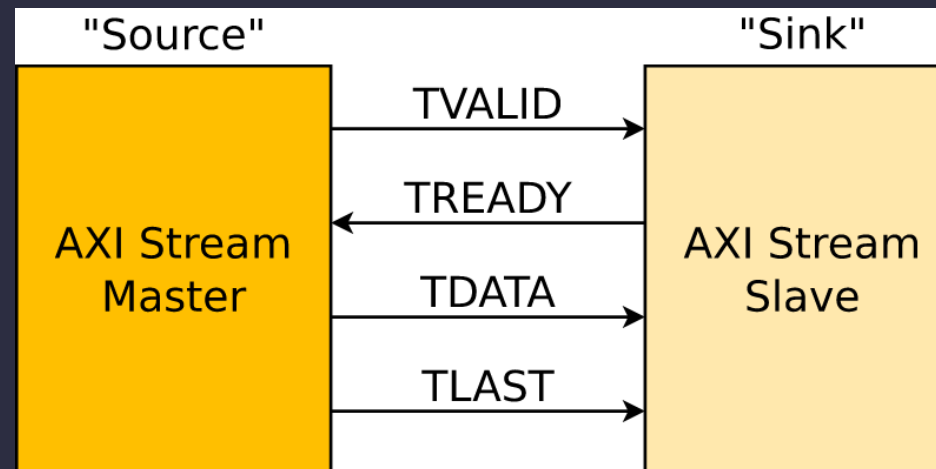 "Source"
"Sink"
TVALID
TREADY
AXI Stream
Master
AXI Stream
Slave
TDATA
TLAST